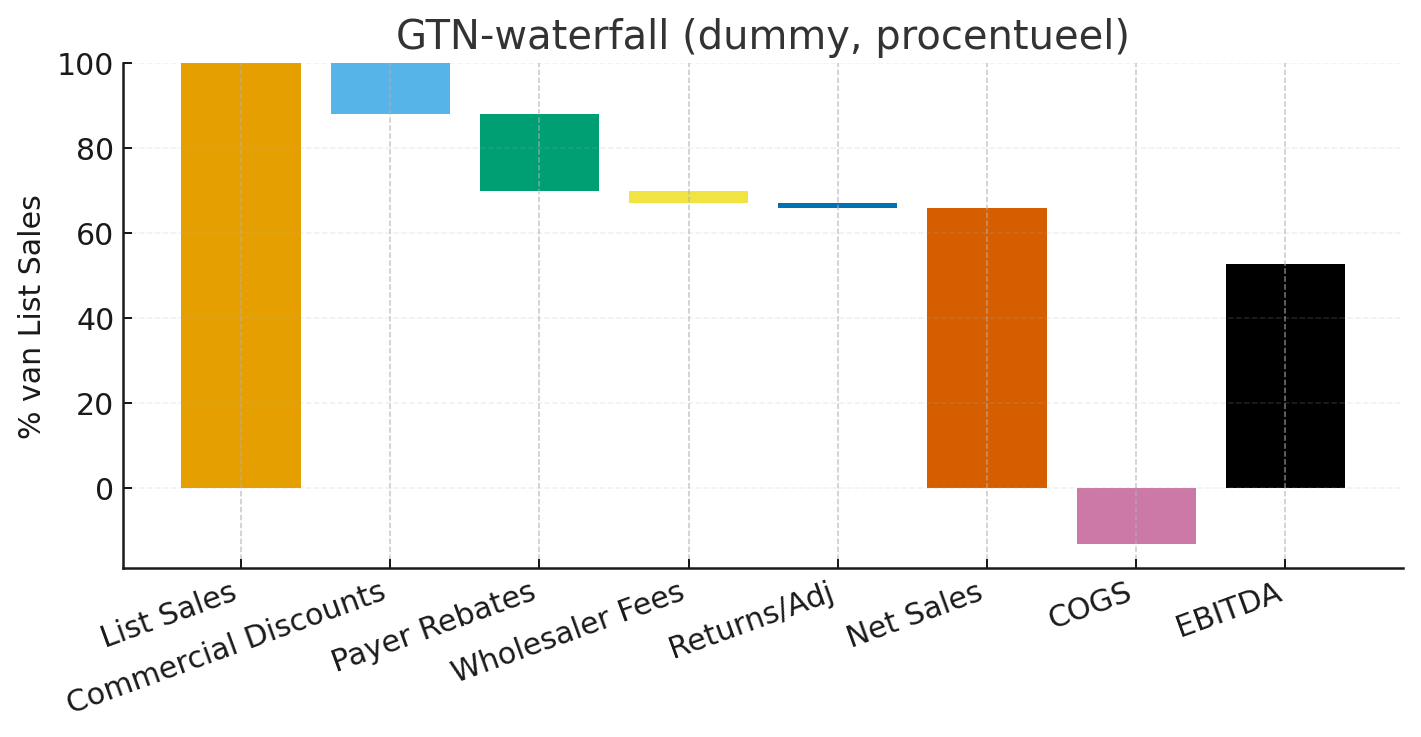 GTN-waterfall (dummy, procentueel)
% van List Sales
100
80
60
40
20
0
List Sales
Commercial Discounts
Payer Rebates
Wholesaler Fees
Returns/Adj
Net Sales
COGS
EBITDA